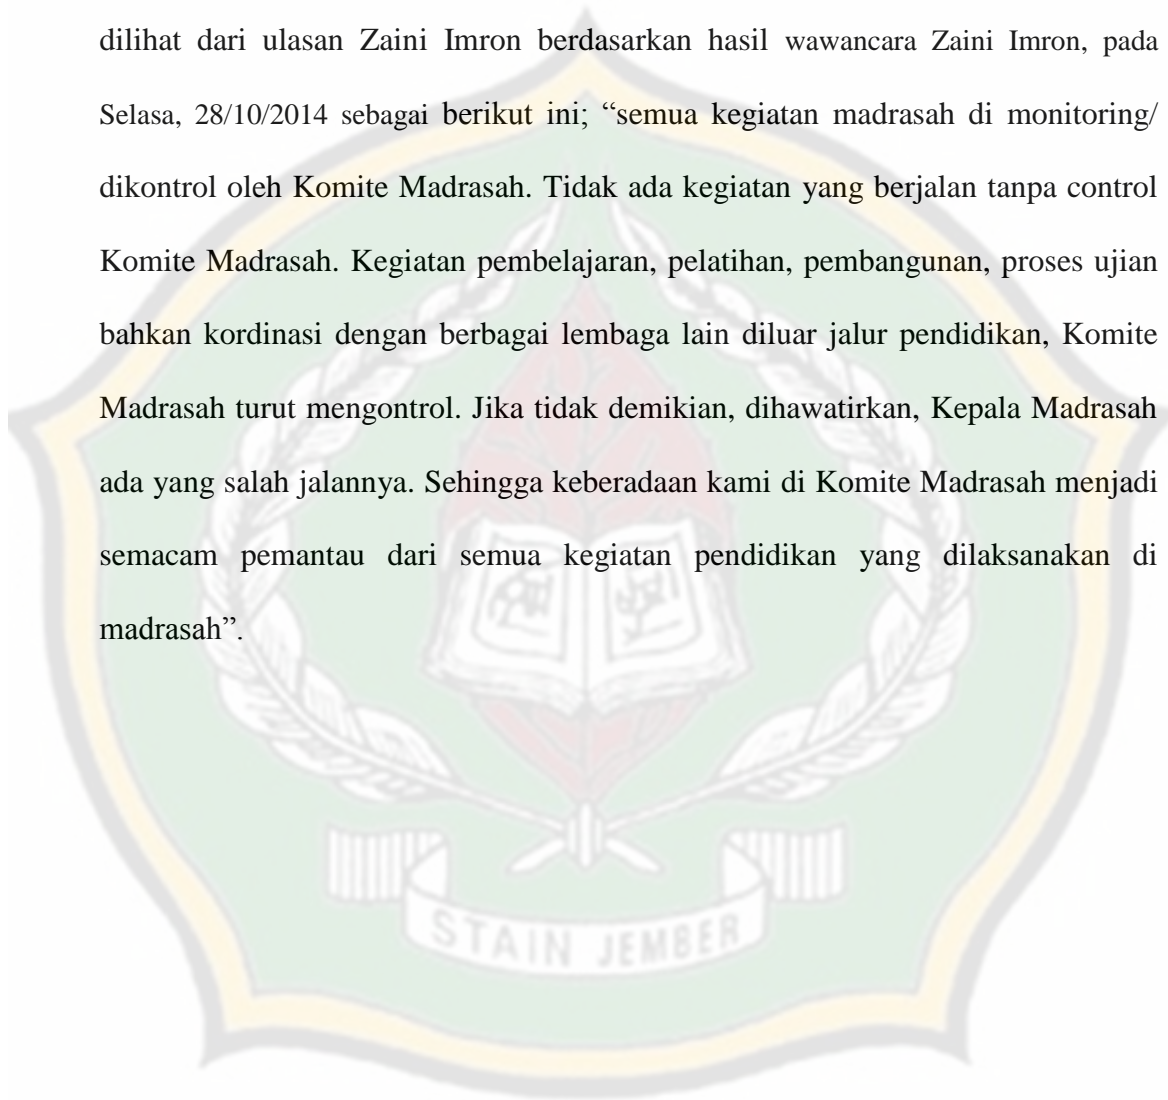 dilihat dari ulasan Zaini Imron berdasarkan hasil wawancara Zaini Imron, pada
Selasa, 28/10/2014 sebagai berikut ini; “semua kegiatan madrasah di monitoring/
dikontrol oleh Komite Madrasah. Tidak ada kegiatan yang berjalan tanpa control
Komite Madrasah. Kegiatan pembelajaran, pelatihan, pembangunan, proses ujian
bahkan kordinasi dengan berbagai lembaga lain diluar jalur pendidikan, Komite
Madrasah turut mengontrol. Jika tidak demikian, dihawatirkan, Kepala Madrasah
ada yang salah jalannya. Sehingga keberadaan kami di Komite Madrasah menjadi
semacam pemantau dari semua kegiatan pendidikan yang dilaksanakan di
madrasah”.
STAIN JEMBER